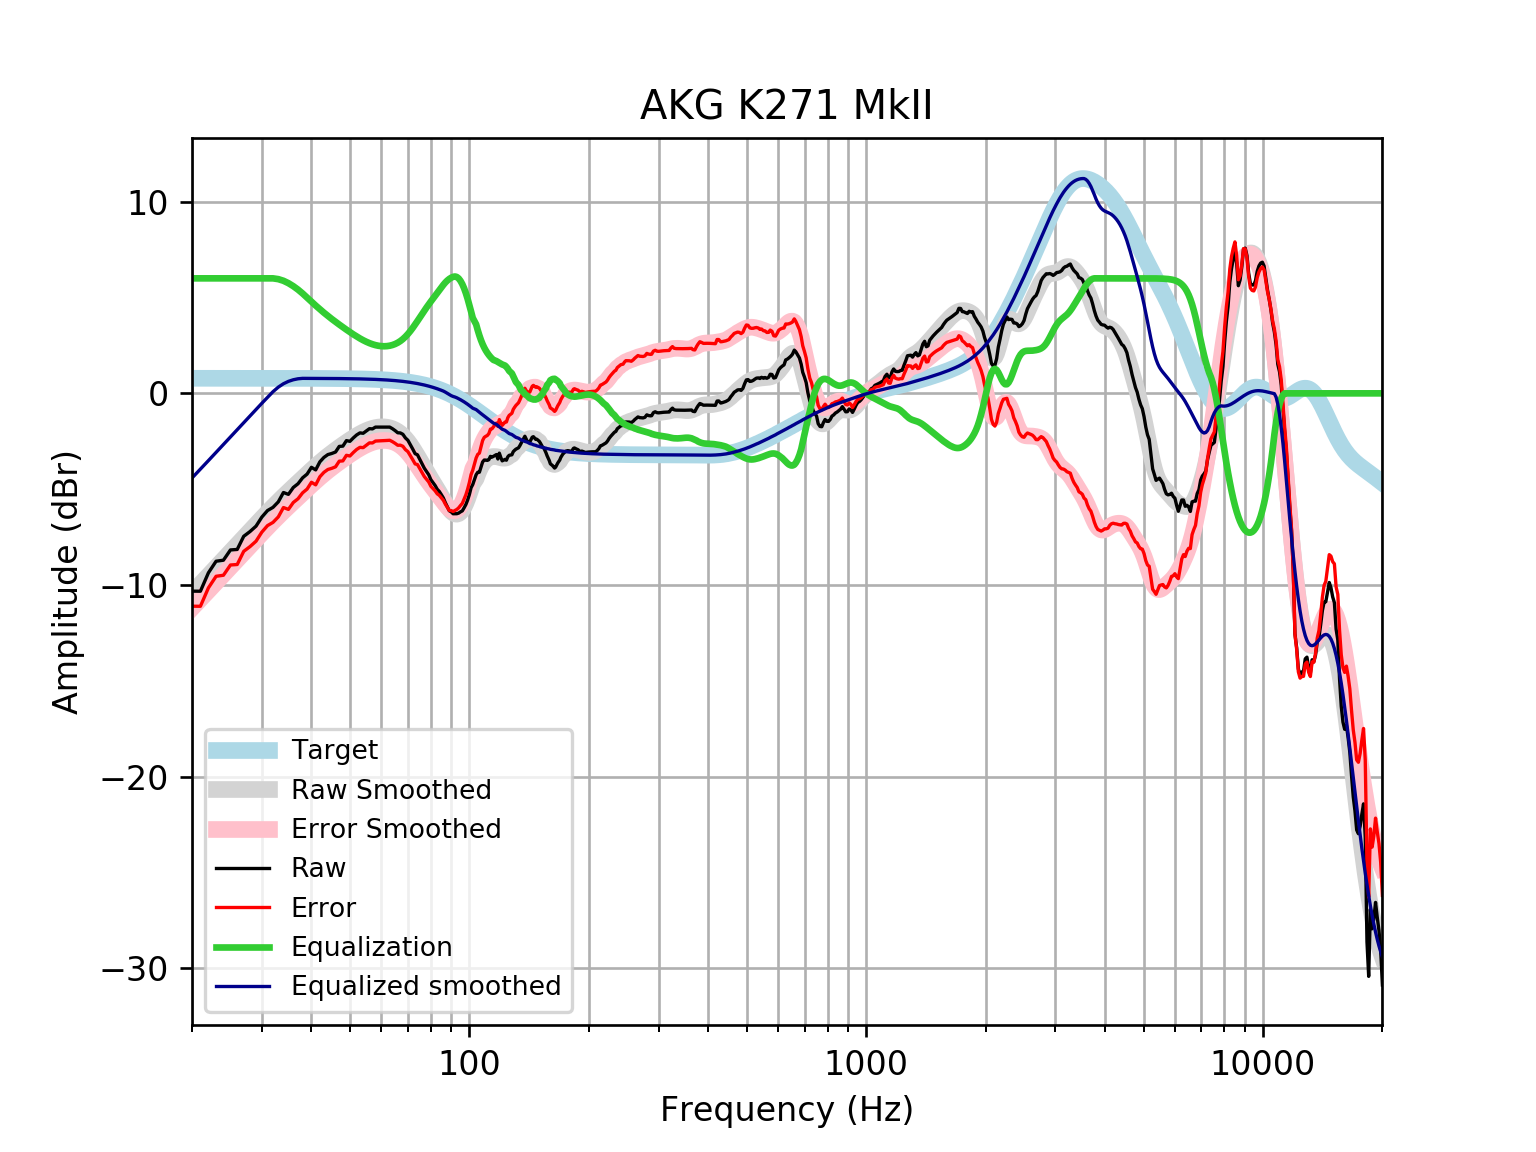 AKG K271 MkII
Amplitude (dBr)
10
0
−10
−20
−30
Target
Raw Smoothed
Error Smoothed
Raw
Error
Equalization
Equalized smoothed
100
1000
10000
Frequency (Hz)